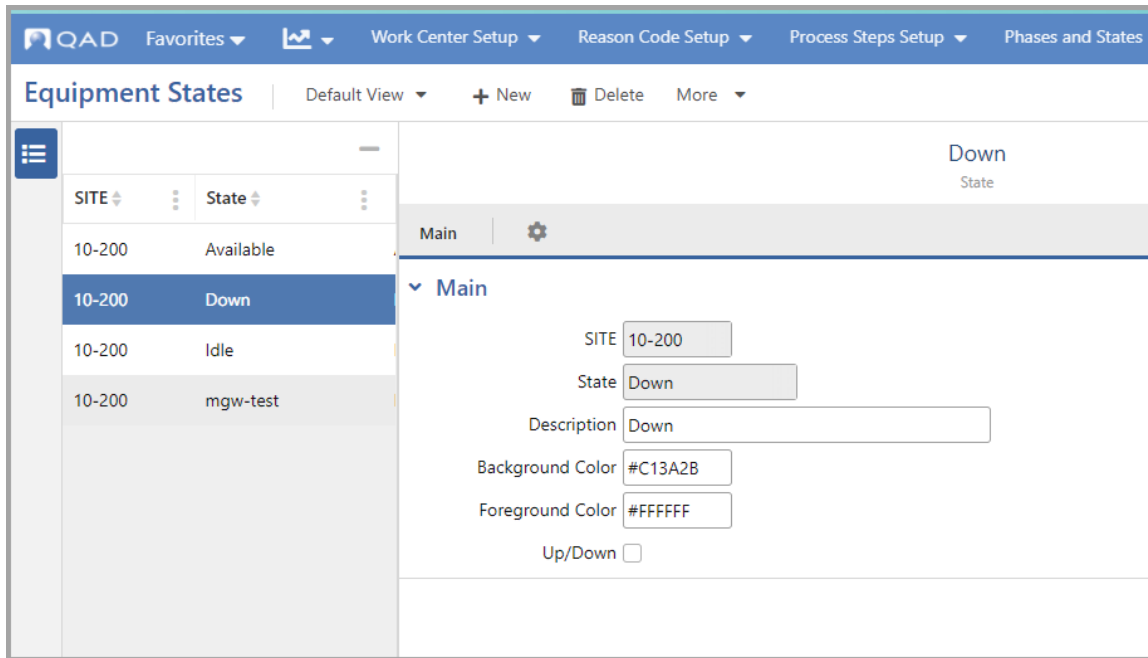 QAD Favorites Work Center Setup Reason Code Setup Process Steps Setup Phases and States
Equipment States Default View + New Delete More
SITE State
10-200 Available
10-200 Down
10-200 Idle
10-200 mgw-test
Down
State
Main
Main
SITE 10-200
State Down
Description Down
Background Color #C13A2B
Foreground Color #FFFFFF
Up/Down